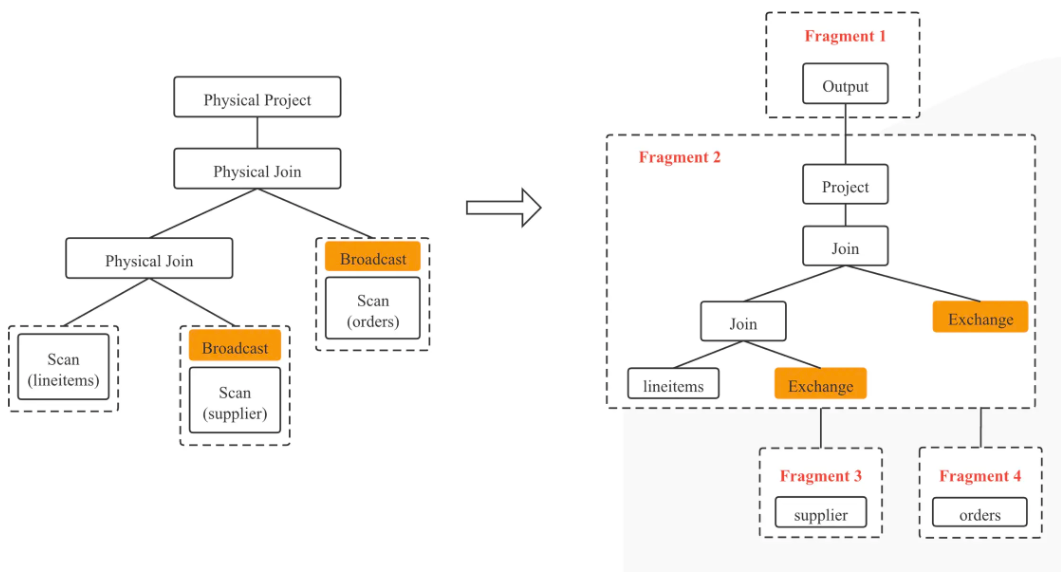 Physical Project
Physical Join
Physical Join
Broadcast
Scan
(orders)
Scan
(lineitems)
Broadcast
Scan
(supplier)
Fragment 1
Output
Fragment 2
Project
Join
Join
Exchange
lineitems
Exchange
Fragment 3
supplier
Fragment 4
orders